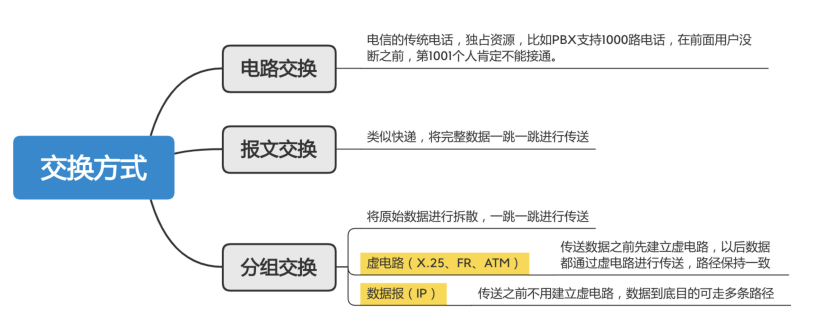 交换方式
电路交换
电信的传统电话，独占资源，比如PBX支持1000路电话，在前面用户没
断之前，第1001个人肯定不能接通。
报文交换
类似快递，将完整数据一跳一跳进行传送
分组交换
将原始数据进行拆散，一跳一跳进行传送
虚电路（X.25、FR、ATM）
传送数据之前先建立虚电路，以后数据
都通过虚电路进行传送，路径保持一致
数据报（IP）
传送之前不用建立虚电路，数据到底目的可走多条路径